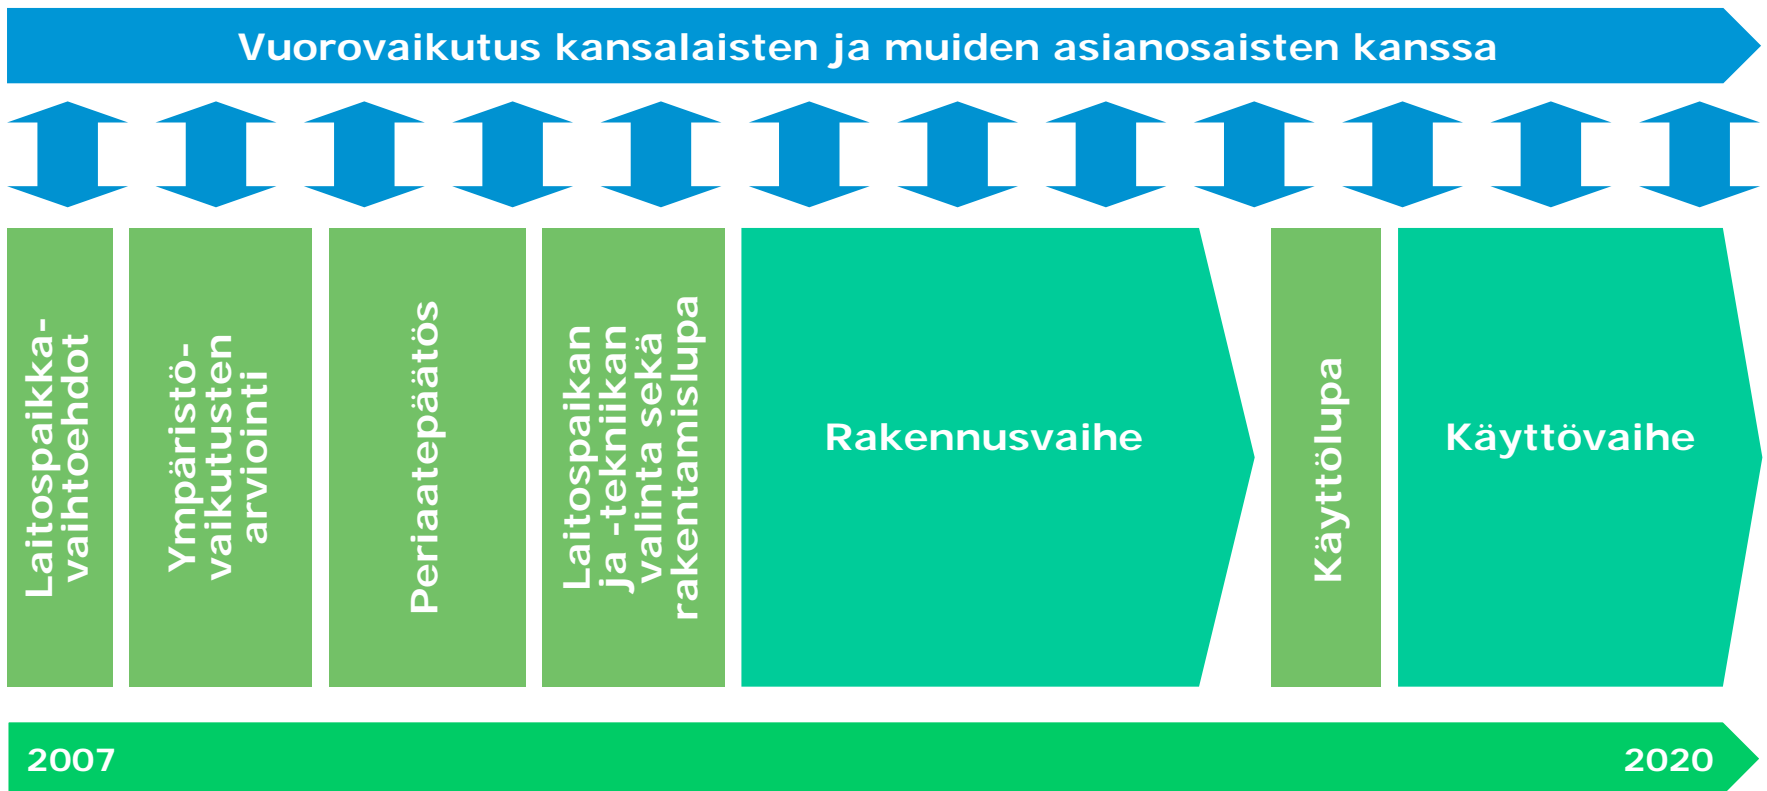 Vuorovaikutus kansalaisten ja muiden asianosaisten kanssa
Laitospaikka-
vaihtoehdot
Ympäristö-
vaikutusten
arviointi
Periaatepäätös
Laitospaikan
ja -tekniikan
valinta sekä
rakentamislupa
Rakennusvaihe
Käyttölupa
Käyttövaihe
2007
2020